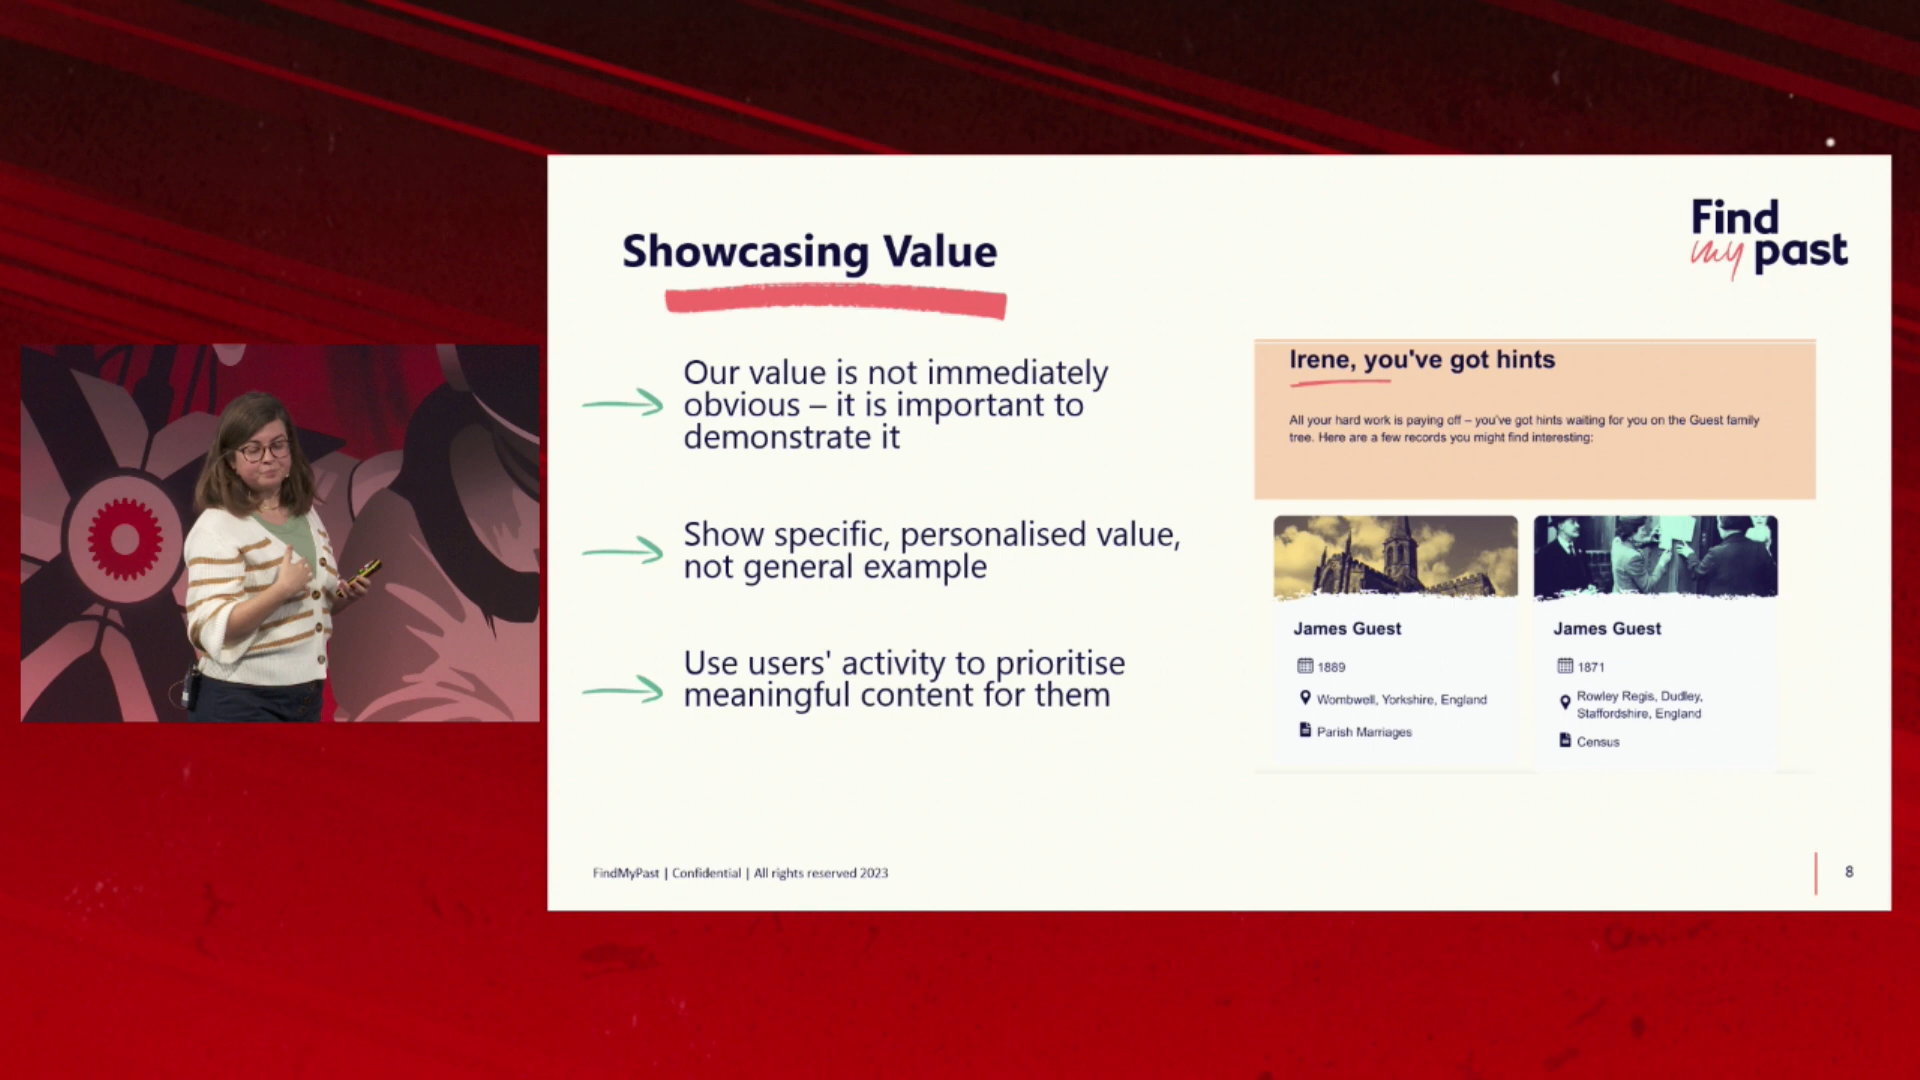 Find
my past
Showcasing Value
Our value is not immediately
obvious – it is important to
demonstrate it
Show specific, personalised value,
not general example
Use users' activity to prioritise
meaningful content for them
Irene, you've got hints
All your hard work is paying off – you've got hints waiting for you on the Guest family
tree. Here are a few records you might find interesting:
James Guest
1889
Wombwell, Yorkshire, England
Parish Marriages
James Guest
1871
Rowley Regis, Dudley,
Staffordshire, England
Census
FindMyPast | Confidential | All rights reserved 2023
8